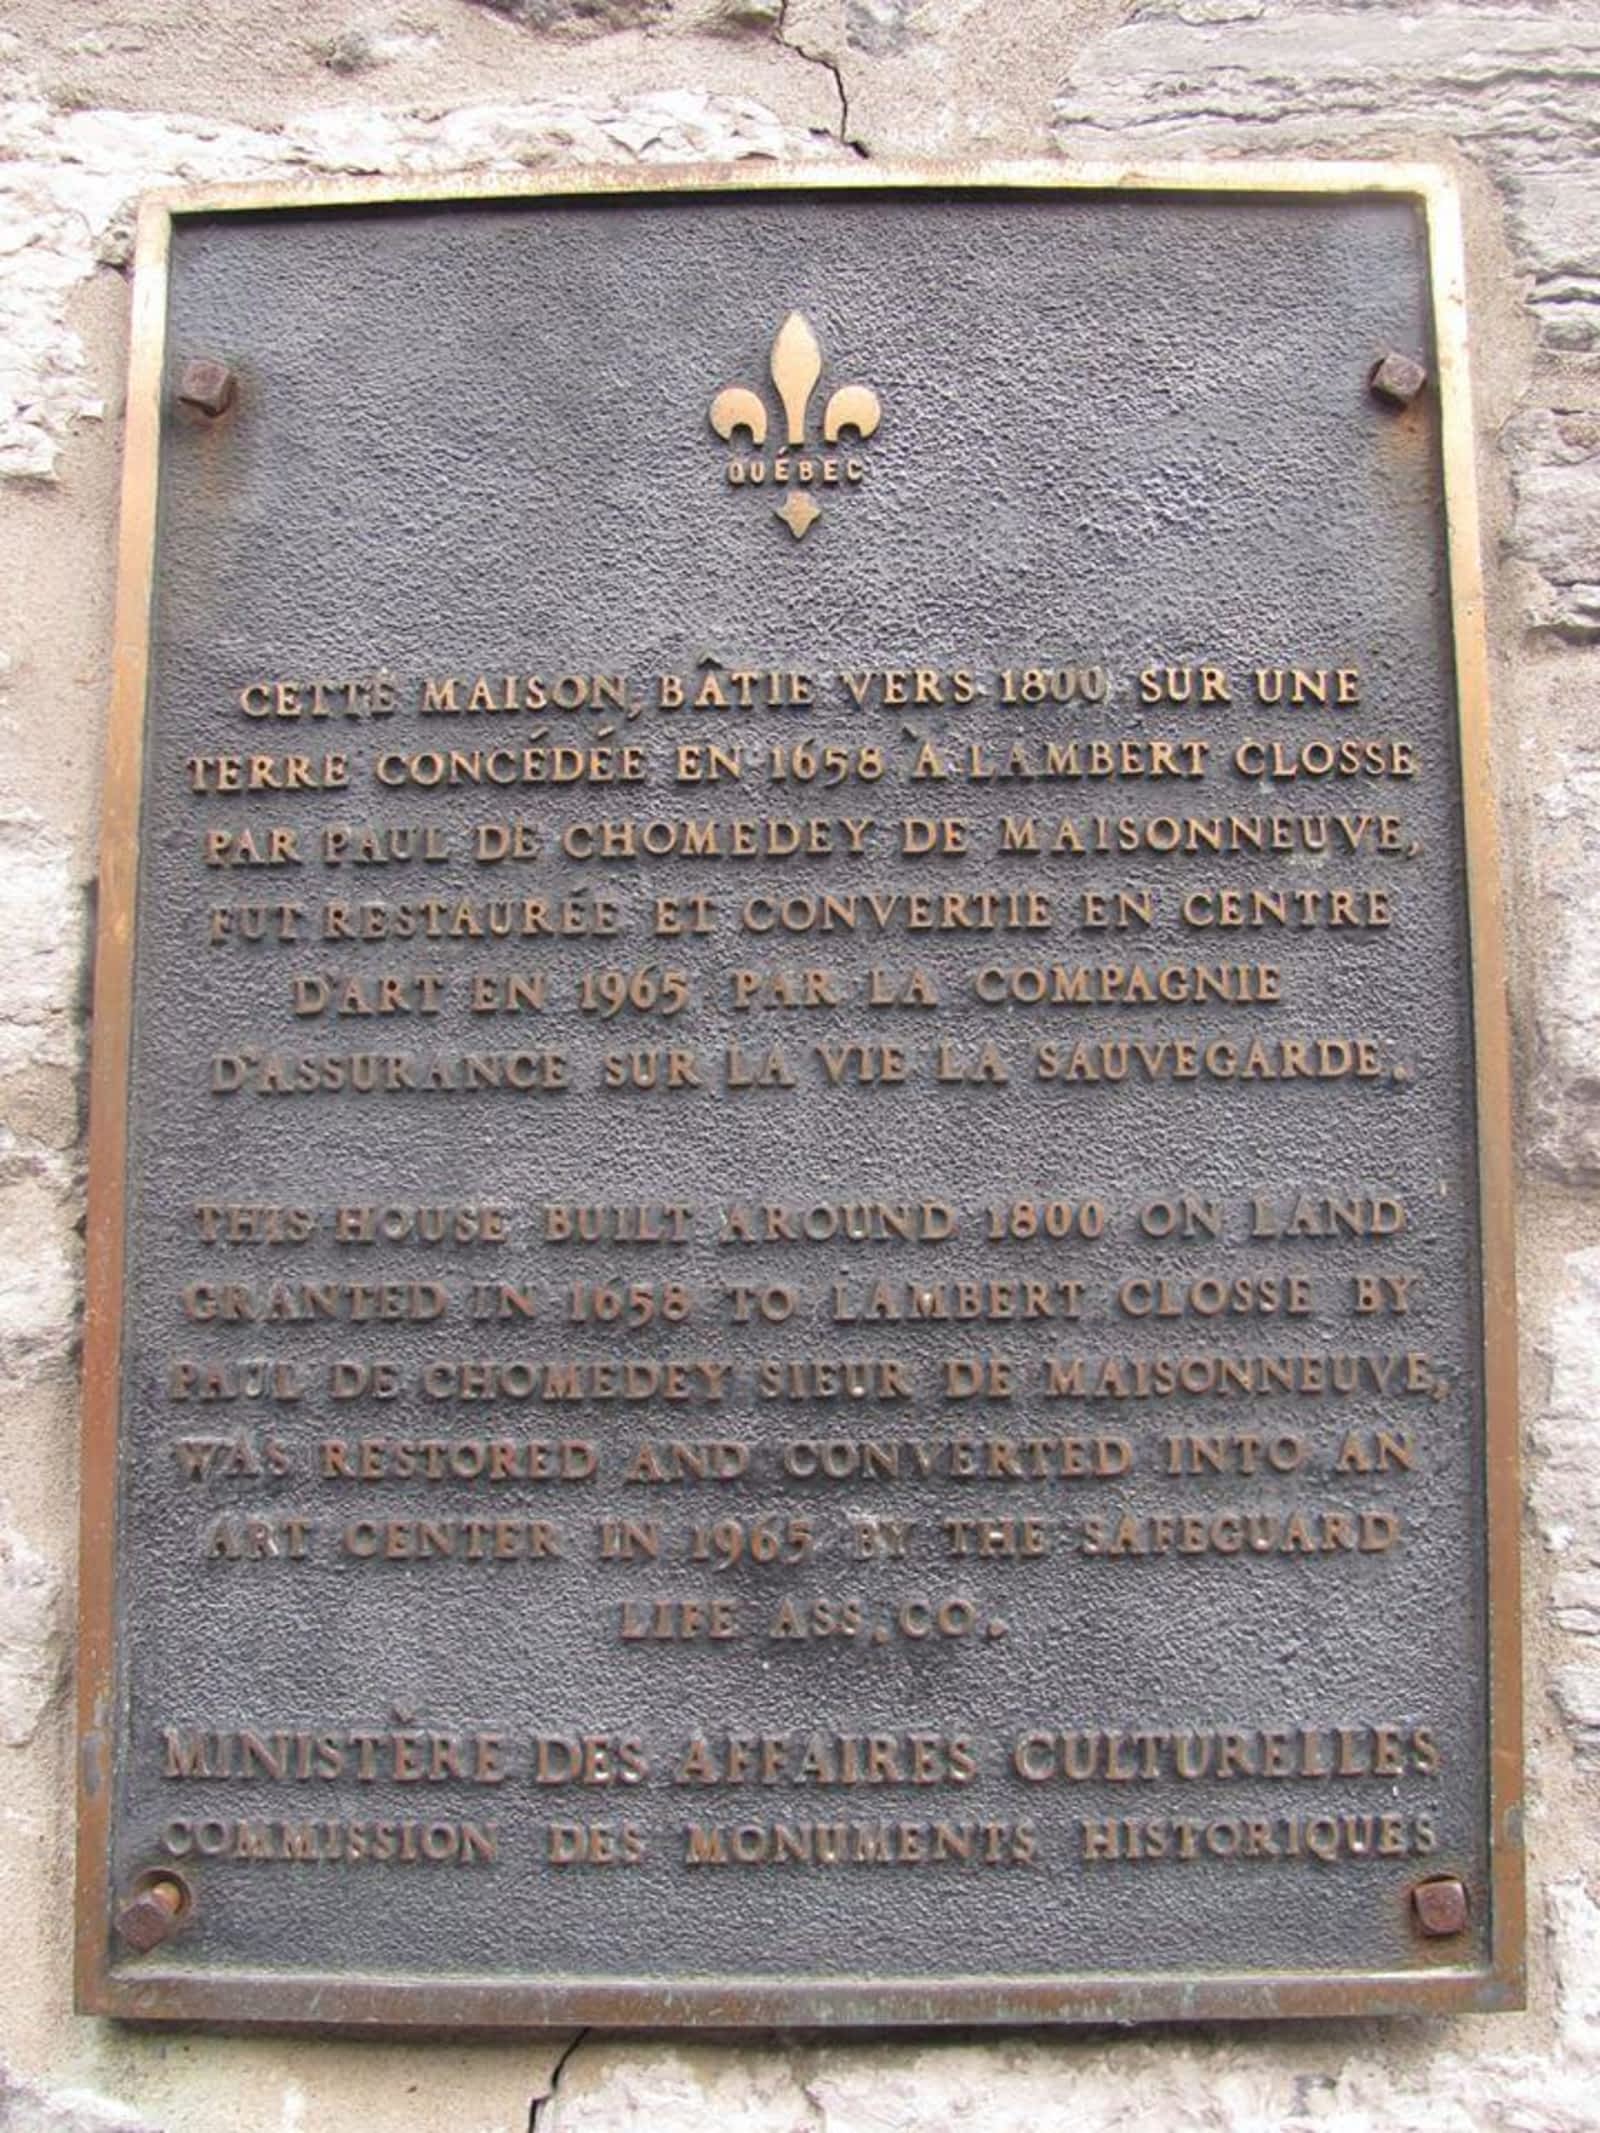 QUÉBEC
CETTE MAISON, BÂTIE VERS 1800 SUR UNE
TERRE CONCÉDÉE EN 1658 À LAMBERT CLOSSE
PAR PAUL DE CHOMEDEY DE MAISONNEUVE,
FUT RESTAURÉE ET CONVERTIE EN CENTRE
D'ART EN 1965 PAR LA COMPAGNIE
D'ASSURANCE SUR LA VIE LA SAUVEGARDE.
THIS HOUSE BUILT AROUND 1800 ON LAND
GRANTED IN 1658 TO LAMBERT CLOSSE BY
PAUL DE CHOMEDEY SIEUR DE MAISONNEUVE,
WAS RESTORED AND CONVERTED INTO AN
ART CENTER IN 1965 BY THE SAFEGUARD
LIFE ASS. CO.
MINISTÈRE DES AFFAIRES CULTURELLES
COMMISSION DES MONUMENTS HISTORIQUES